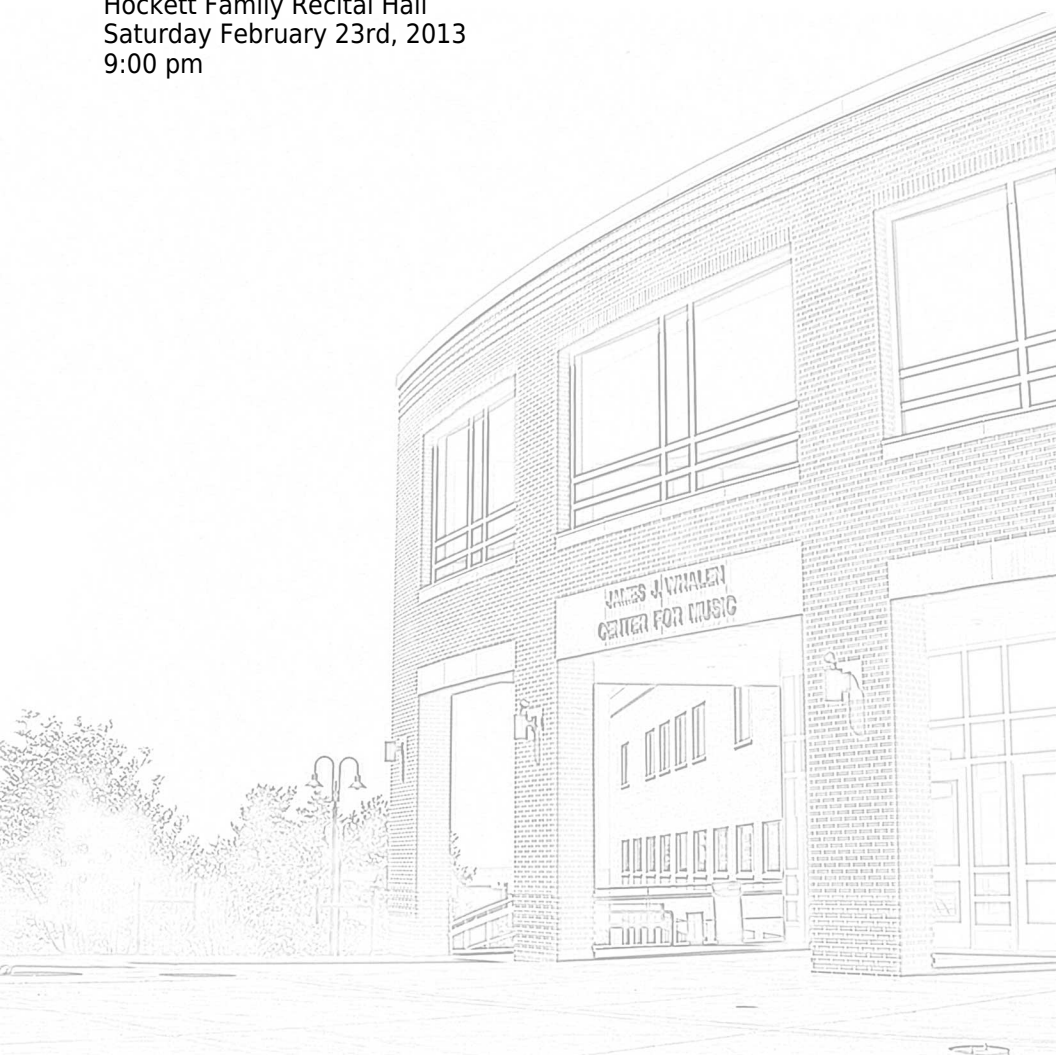 Hockett Family Recital Hall
Saturday February 23rd, 2013
9:00 pm
JAMES J. WHALEN
CENTER FOR MUSIC